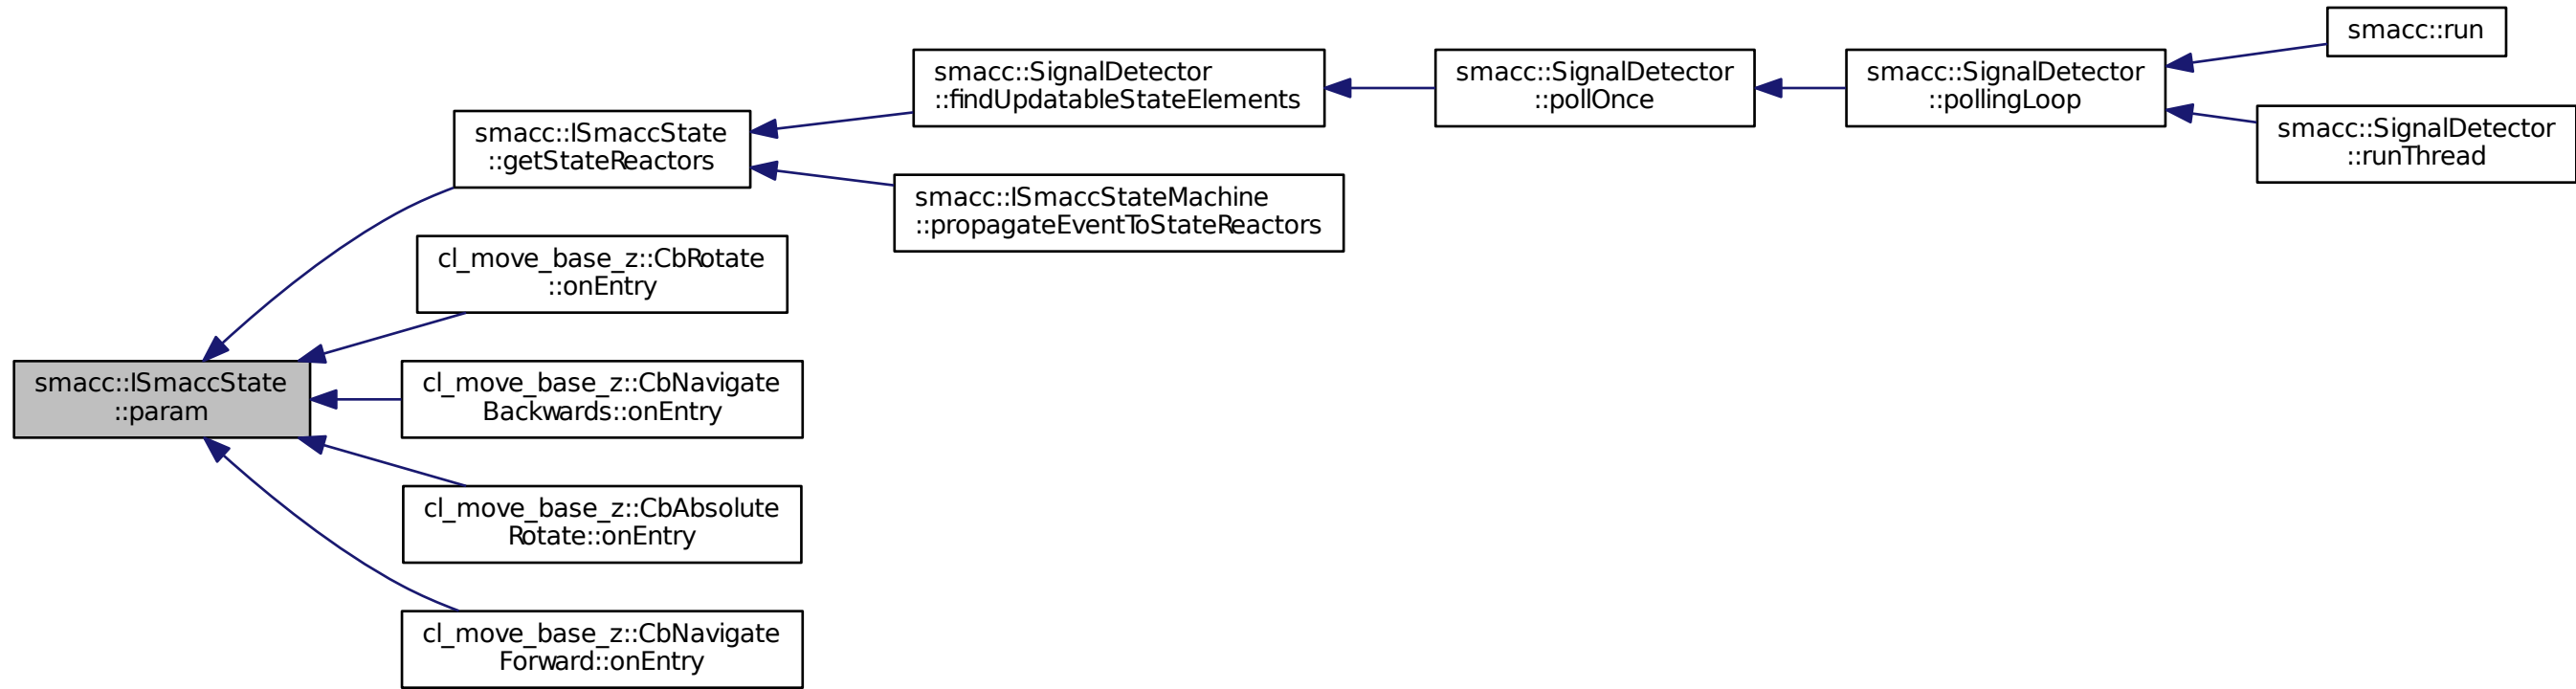 smacc::run
smacc::SignalDetector
::findUpdatableStateElements
smacc::SignalDetector
::pollOnce
smacc::SignalDetector
::pollingLoop
smacc::SignalDetector
::runThread
smacc::ISmaccState
::getStateReactors
smacc::ISmaccStateMachine
::propagateEventToStateReactors
cl_move_base_z::CbRotate
::onEntry
smacc::ISmaccState
::param
cl_move_base_z::CbNavigate
Backwards::onEntry
cl_move_base_z::CbAbsolute
Rotate::onEntry
cl_move_base_z::CbNavigate
Forward::onEntry